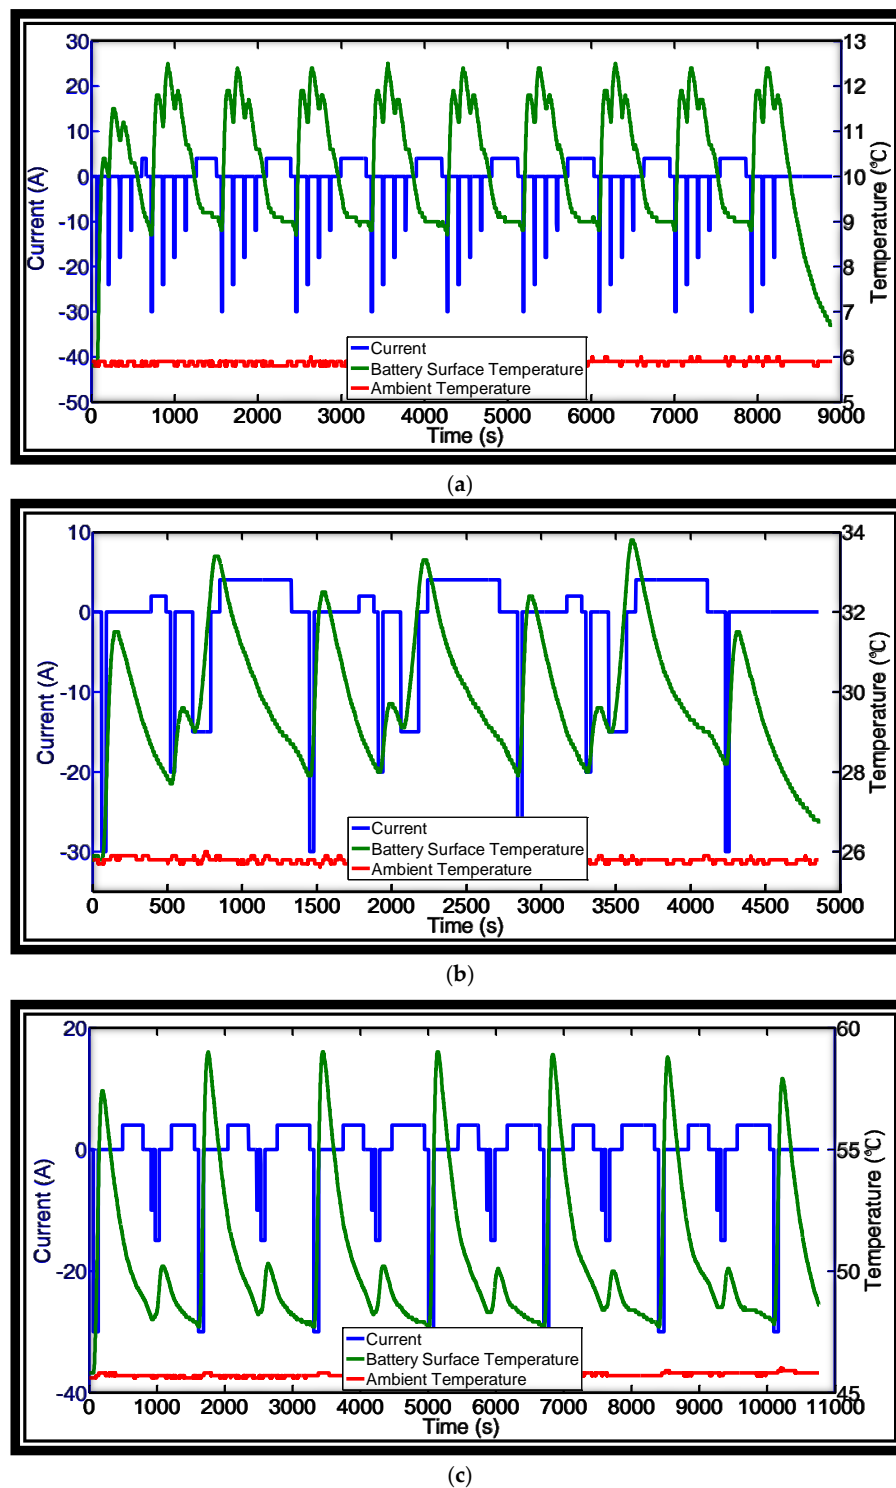 30
20
10
0
-10
-20
-30
-40
-50
Current (A)
13
12
11
10
9
8
7
6
5
Temperature (℃)
Current
Battery Surface Temperature
Ambient Temperature
0 1000 2000 3000 4000 5000 6000 7000 8000 9000
Time (s)
(a)
10
0
-10
-20
-30
Current (A)
34
32
30
28
26
Temperature (℃)
Current
Battery Surface Temperature
Ambient Temperature
0 500 1000 1500 2000 2500 3000 3500 4000 4500 5000
Time (s)
(b)
20
0
-20
-40
Current (A)
60
55
50
45
Temperature (℃)
Current
Battery Surface Temperature
Ambient Temperature
0 1000 2000 3000 4000 5000 6000 7000 8000 9000 10000 11000
Time (s)
(c)